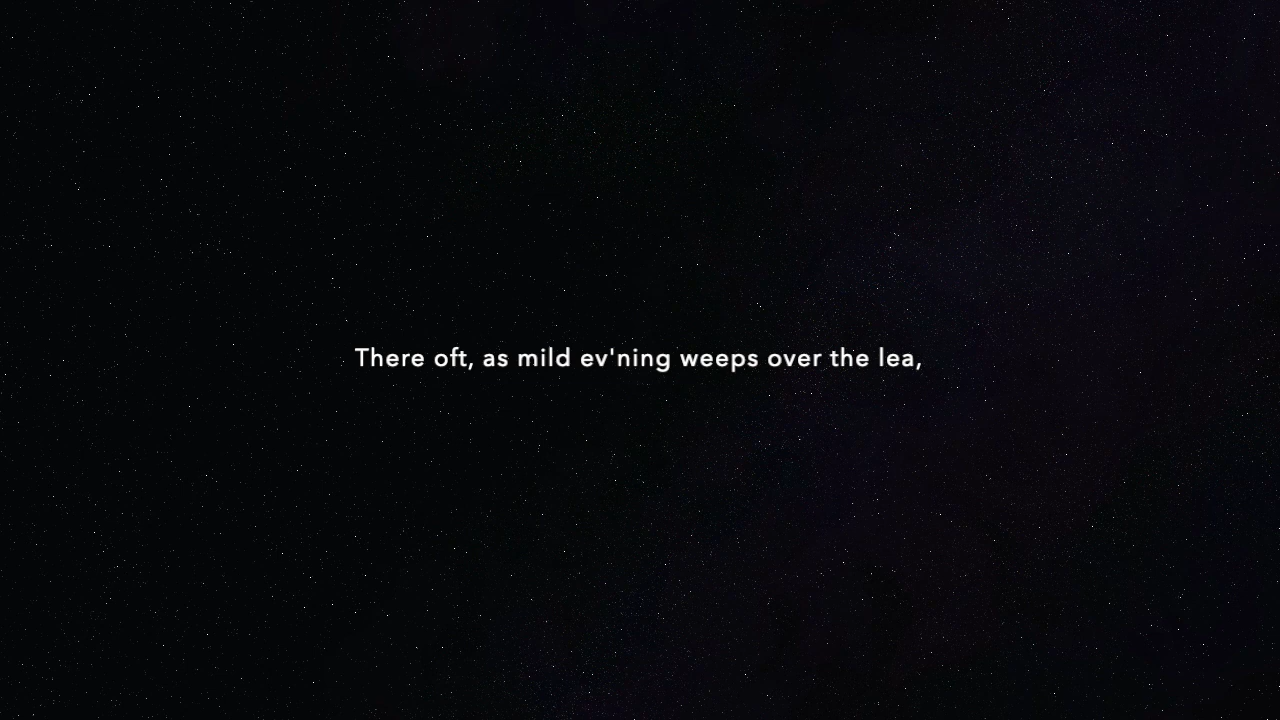 There oft, as mild ev'ning weeps over the lea,